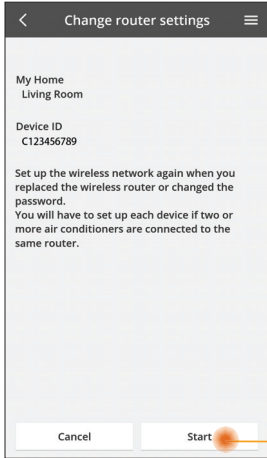 Change router settings
My Home
Living Room
Device ID
C123456789
Set up the wireless network again when you
replaced the wireless router or changed the
password.
You will have to set up each device if two or
more air conditioners are connected to the
same router.
Cancel
Start